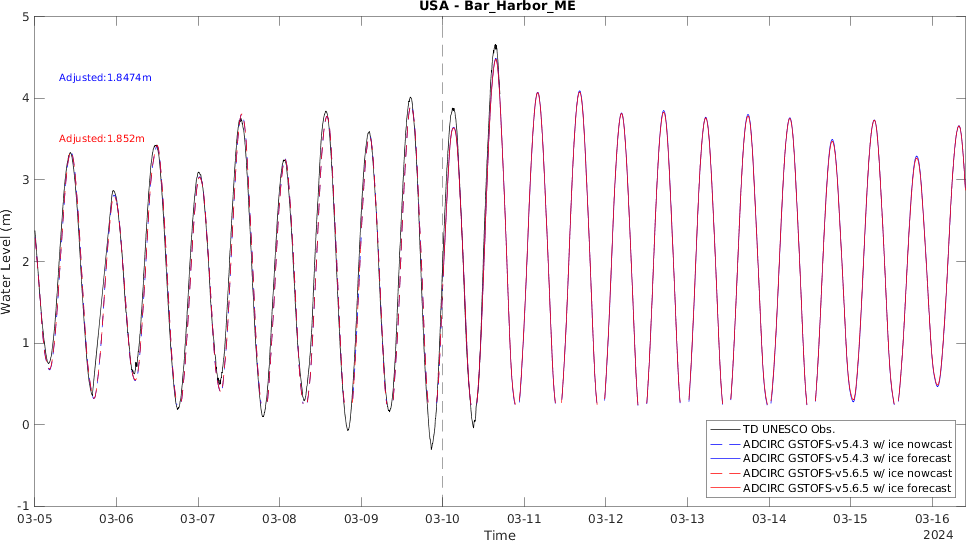 USA - Bar_Harbor_ME
5
4
3
2
1
0
-1
Water Level (m)
Adjusted:1.8474m
Adjusted:1.852m
TD UNESCO Obs.
ADCIRC GSTOFS-v5.4.3 w/ ice nowcast
ADCIRC GSTOFS-v5.4.3 w/ ice forecast
ADCIRC GSTOFS-v5.6.5 w/ ice nowcast
ADCIRC GSTOFS-v5.6.5 w/ ice forecast
03-05 03-06 03-07 03-08 03-09 03-10 03-11 03-12 03-13 03-14 03-15 03-16
2024
Time